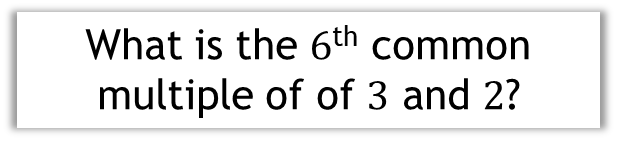 What is the 6th common
multiple of of 3 and 2?